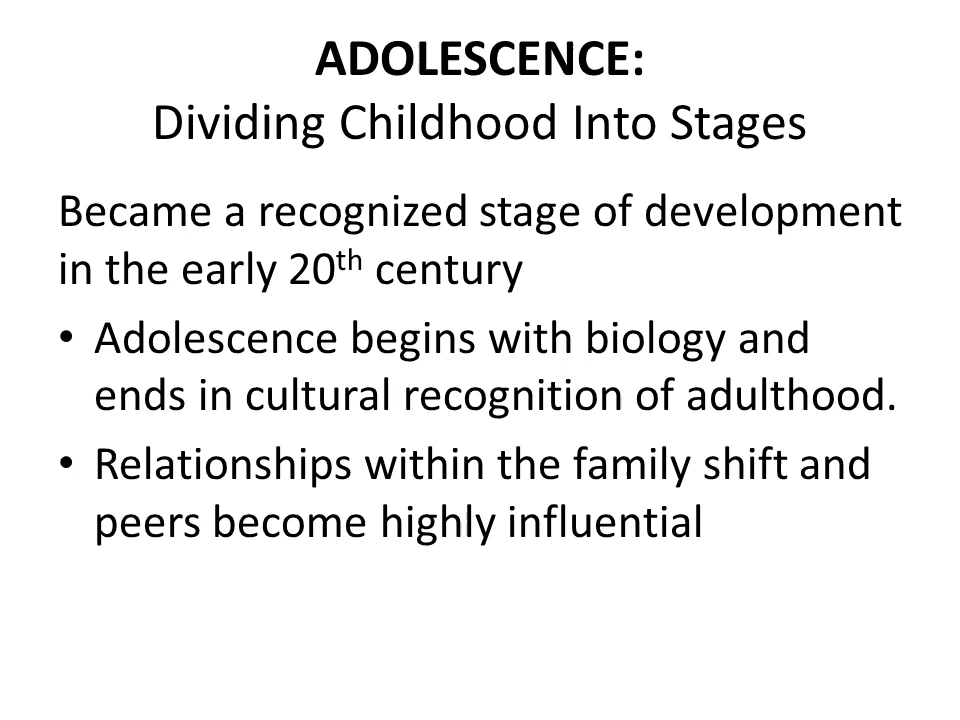 ADOLESCENCE:
Dividing Childhood Into Stages
Became a recognized stage of development
in the early 20th century
• Adolescence begins with biology and
ends in cultural recognition of adulthood.
• Relationships within the family shift and
peers become highly influential